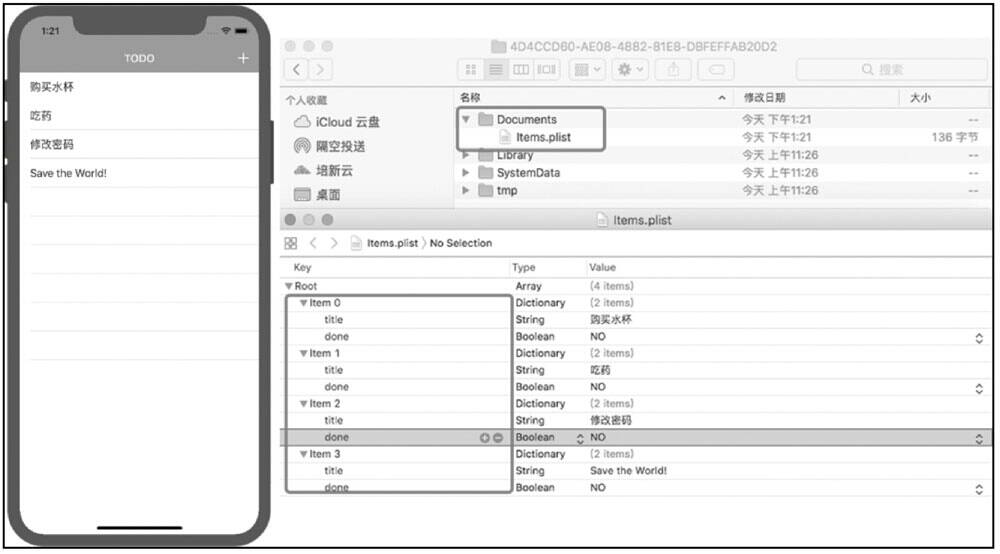 1:21
TODO
购买水杯
吃药
修改密码
Save the World!
4D4CCD60-AE08-4882-81E8-DBFEFFAB20D2
搜索
个人收藏
iCloud 云盘
隔空投送
培新云
桌面
名称 修改日期 大小
Documents 今天 下午1:21 --
Items.plist 今天 下午1:21 136 字节
Library 今天 上午11:26 --
SystemData 今天 上午11:26 --
tmp 今天 上午11:26 --
Items.plist
Items.plist No Selection
Key Type Value
Root Array (4 items)
Item 0 Dictionary (2 items)
title String 购买水杯
done Boolean NO
Item 1 Dictionary (2 items)
title String 吃药
done Boolean NO
Item 2 Dictionary (2 items)
title String 修改密码
done Boolean NO
Item 3 Dictionary (2 items)
title String Save the World!
done Boolean NO